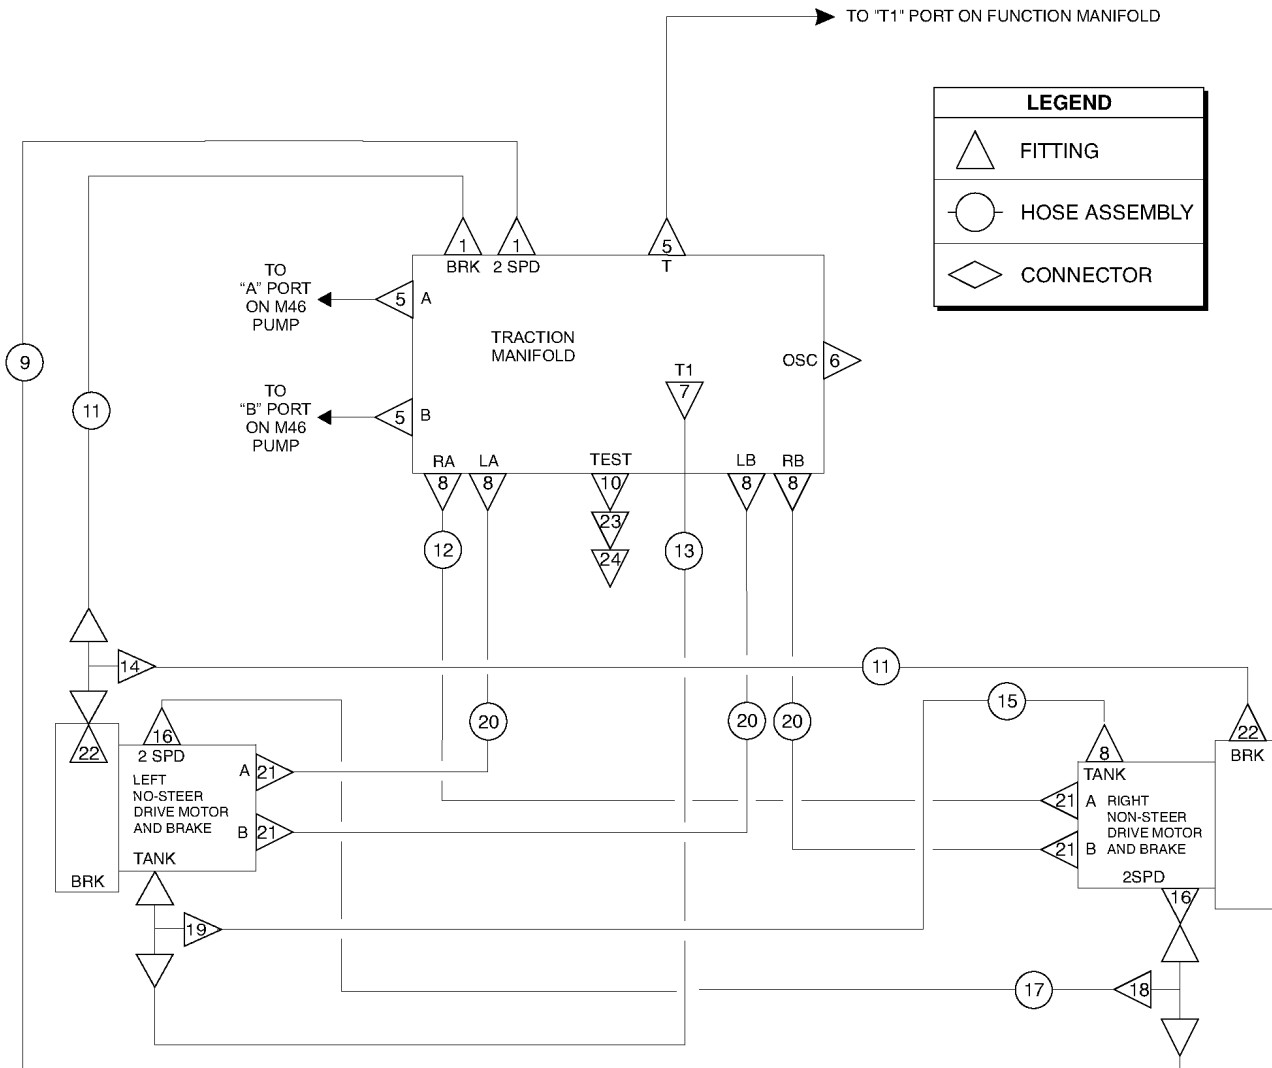 TO "T1" PORT ON FUNCTION MANIFOLD
LEGEND
FITTING
HOSE ASSEMBLY
CONNECTOR
1
1
5
BRK
2 SPD
T
TO
“A” PORT
ON M46
PUMP
5
A
TRACTION
MANIFOLD
OSC
6
9
T1
7
TO
“B” PORT
ON M46
PUMP
5
B
11
RA
LA
TEST
LB
RB
8
8
10
8
8
23
24
12
13
14
11
15
20
20
20
22
16
2 SPD
LEFT
NO-STEER
DRIVE MOTOR
AND BRAKE
A
21
B
21
TANK
BRK
22
BRK
8
TANK
21
A
RIGHT
NON-STEER
DRIVE MOTOR
AND BRAKE
21
B
2SPD
16
19
17
18